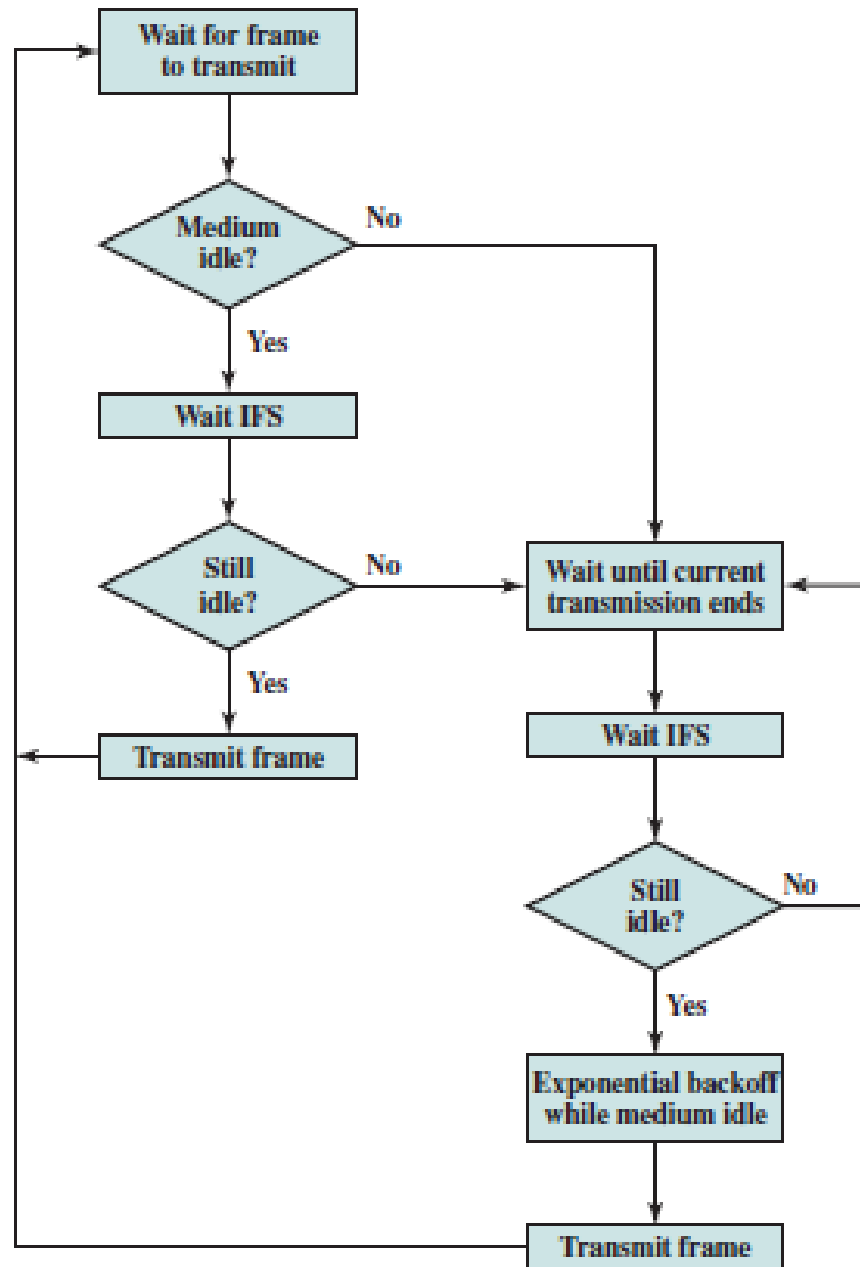 Wait for frame
to transmit
Medium
idle?
No
Yes
Wait IFS
Still
idle?
No
Yes
Transmit frame
Wait until current
transmission ends
Wait IFS
Still
idle?
No
Yes
Exponential backoff
while medium idle
Transmit frame